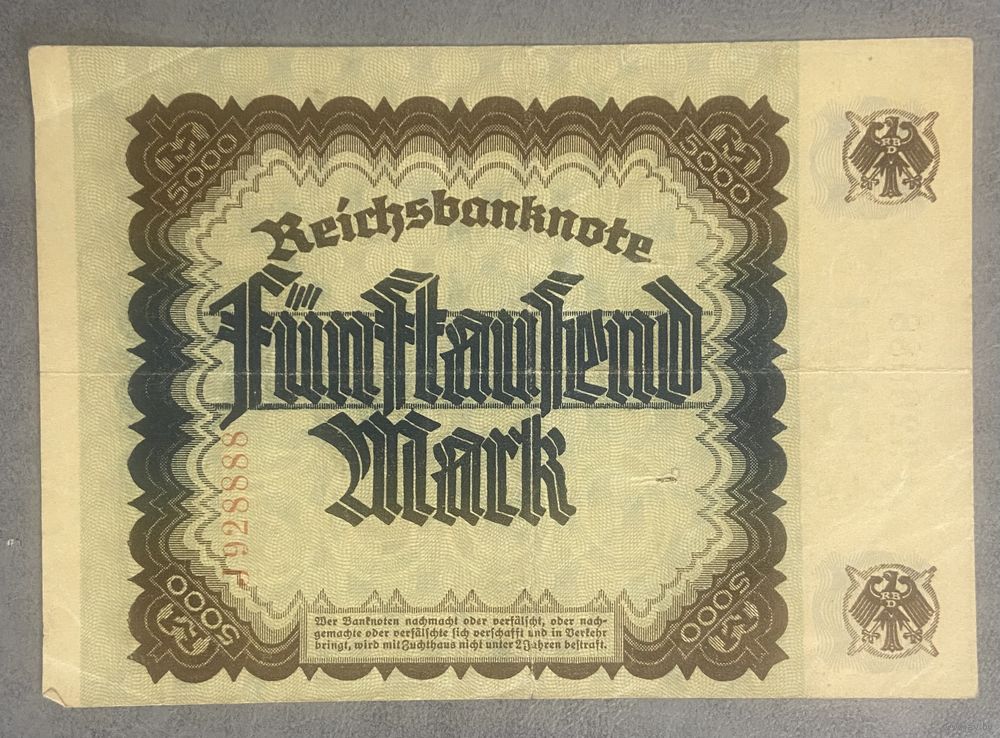 M
5000
M
5000
RBD
Reichsbanknote
Fünftausend
Mark
J928888
M
5000
M
5000
RBD
Wer Banknoten nachmacht oder verfälscht, oder nach-
gemachte oder verfälschte sich verschafft und in Verkehr
bringt, wird mit Zuchthaus nicht unter 2 Jahren bestraft.